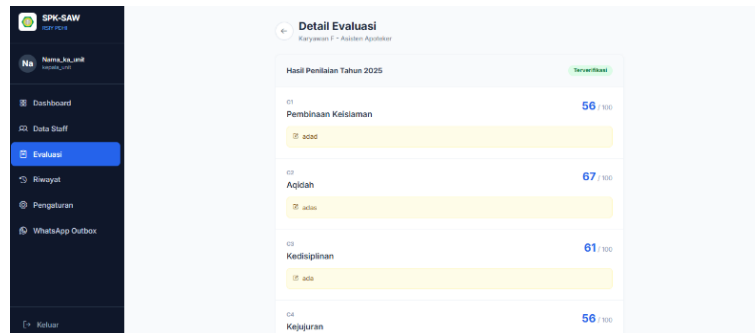 SPK-SAW
Na
Nama_ka_unit
kepala_unit
Dashboard
Data Staff
Evaluasi
Riwayat
Pengaturan
WhatsApp Outbox
Keluar
Detail Evaluasi
Karyawan F - Asisten Apoteker
Hasil Penilaian Tahun 2025
Terverifikasi
C1
Pembinaan Keislaman
56 / 100
adad
C2
Aqidah
67 / 100
adas
C3
Kedisiplinan
61 / 100
ada
C4
Kejujuran
56 / 100